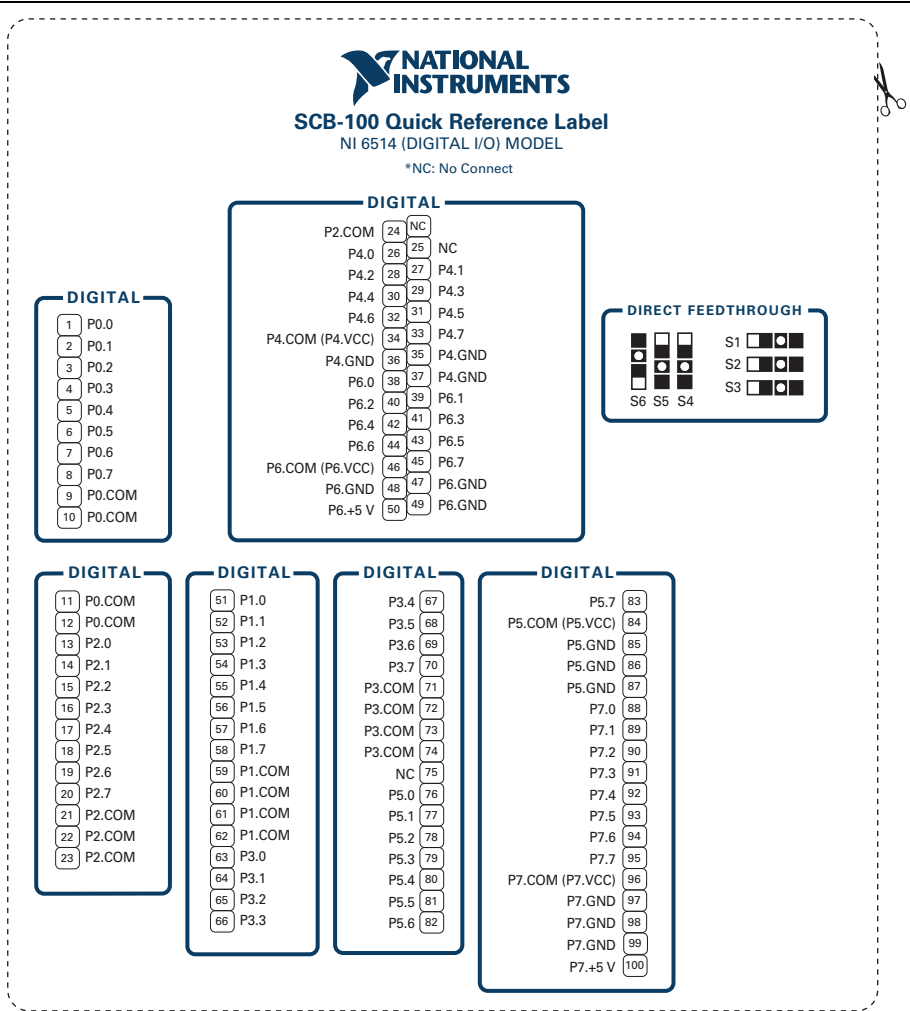 NATIONAL
INSTRUMENTS
SCB-100 Quick Reference Label
NI 6514 (DIGITAL I/O) MODEL
*NC: No Connect
DIGITAL
P2.COM 24 NC
P4.0 26 25 NC
P4.2 28 27 P4.1
P4.4 30 29 P4.3
P4.6 32 31 P4.5
P4.COM (P4.VCC) 34 33 P4.7
P4.GND 36 35 P4.GND
P6.0 38 37 P4.GND
P6.2 40 39 P6.1
P6.4 42 41 P6.3
P6.6 44 43 P6.5
P6.COM (P6.VCC) 46 45 P6.7
P6.GND 48 47 P6.GND
P6.+5 V 50 49 P6.GND
DIGITAL
1 P0.0
2 P0.1
3 P0.2
4 P0.3
5 P0.4
6 P0.5
7 P0.6
8 P0.7
9 P0.COM
10 P0.COM
DIRECT FEEDTHROUGH
S1
S2
S3
S6 S5 S4
DIGITAL
11 P0.COM
12 P0.COM
13 P2.0
14 P2.1
15 P2.2
16 P2.3
17 P2.4
18 P2.5
19 P2.6
20 P2.7
21 P2.COM
22 P2.COM
23 P2.COM
DIGITAL
51 P1.0
52 P1.1
53 P1.2
54 P1.3
55 P1.4
56 P1.5
57 P1.6
58 P1.7
59 P1.COM
60 P1.COM
61 P1.COM
62 P1.COM
63 P3.0
64 P3.1
65 P3.2
66 P3.3
DIGITAL
P3.4 67
P3.5 68
P3.6 69
P3.7 70
P3.COM 71
P3.COM 72
P3.COM 73
P3.COM 74
NC 75
P5.0 76
P5.1 77
P5.2 78
P5.3 79
P5.4 80
P5.5 81
P5.6 82
DIGITAL
P5.7 83
P5.COM (P5.VCC) 84
P5.GND 85
P5.GND 86
P5.GND 87
P7.0 88
P7.1 89
P7.2 90
P7.3 91
P7.4 92
P7.5 93
P7.6 94
P7.7 95
P7.COM (P7.VCC) 96
P7.GND 97
P7.GND 98
P7.GND 99
P7.+5 V 100